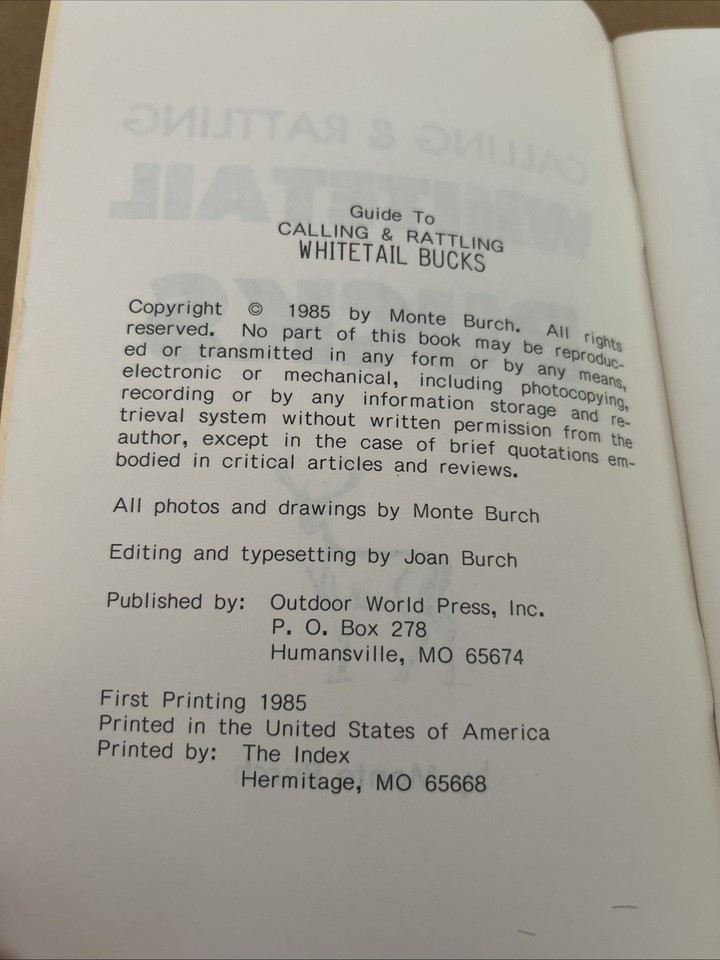 Guide To
CALLING & RATTLING
WHITETAIL BUCKS
Copyright © 1985 by Monte Burch. All rights
reserved. No part of this book may be reproduc-
ed or transmitted in any form or by any means,
electronic or mechanical, including photocopying,
recording or by any information storage and re-
trieval system without written permission from the
author, except in the case of brief quotations em-
bodied in critical articles and reviews.
All photos and drawings by Monte Burch
Editing and typesetting by Joan Burch
Published by: Outdoor World Press, Inc.
P. O. Box 278
Humansville, MO 65674
First Printing 1985
Printed in the United States of America
Printed by: The Index
Hermitage, MO 65668